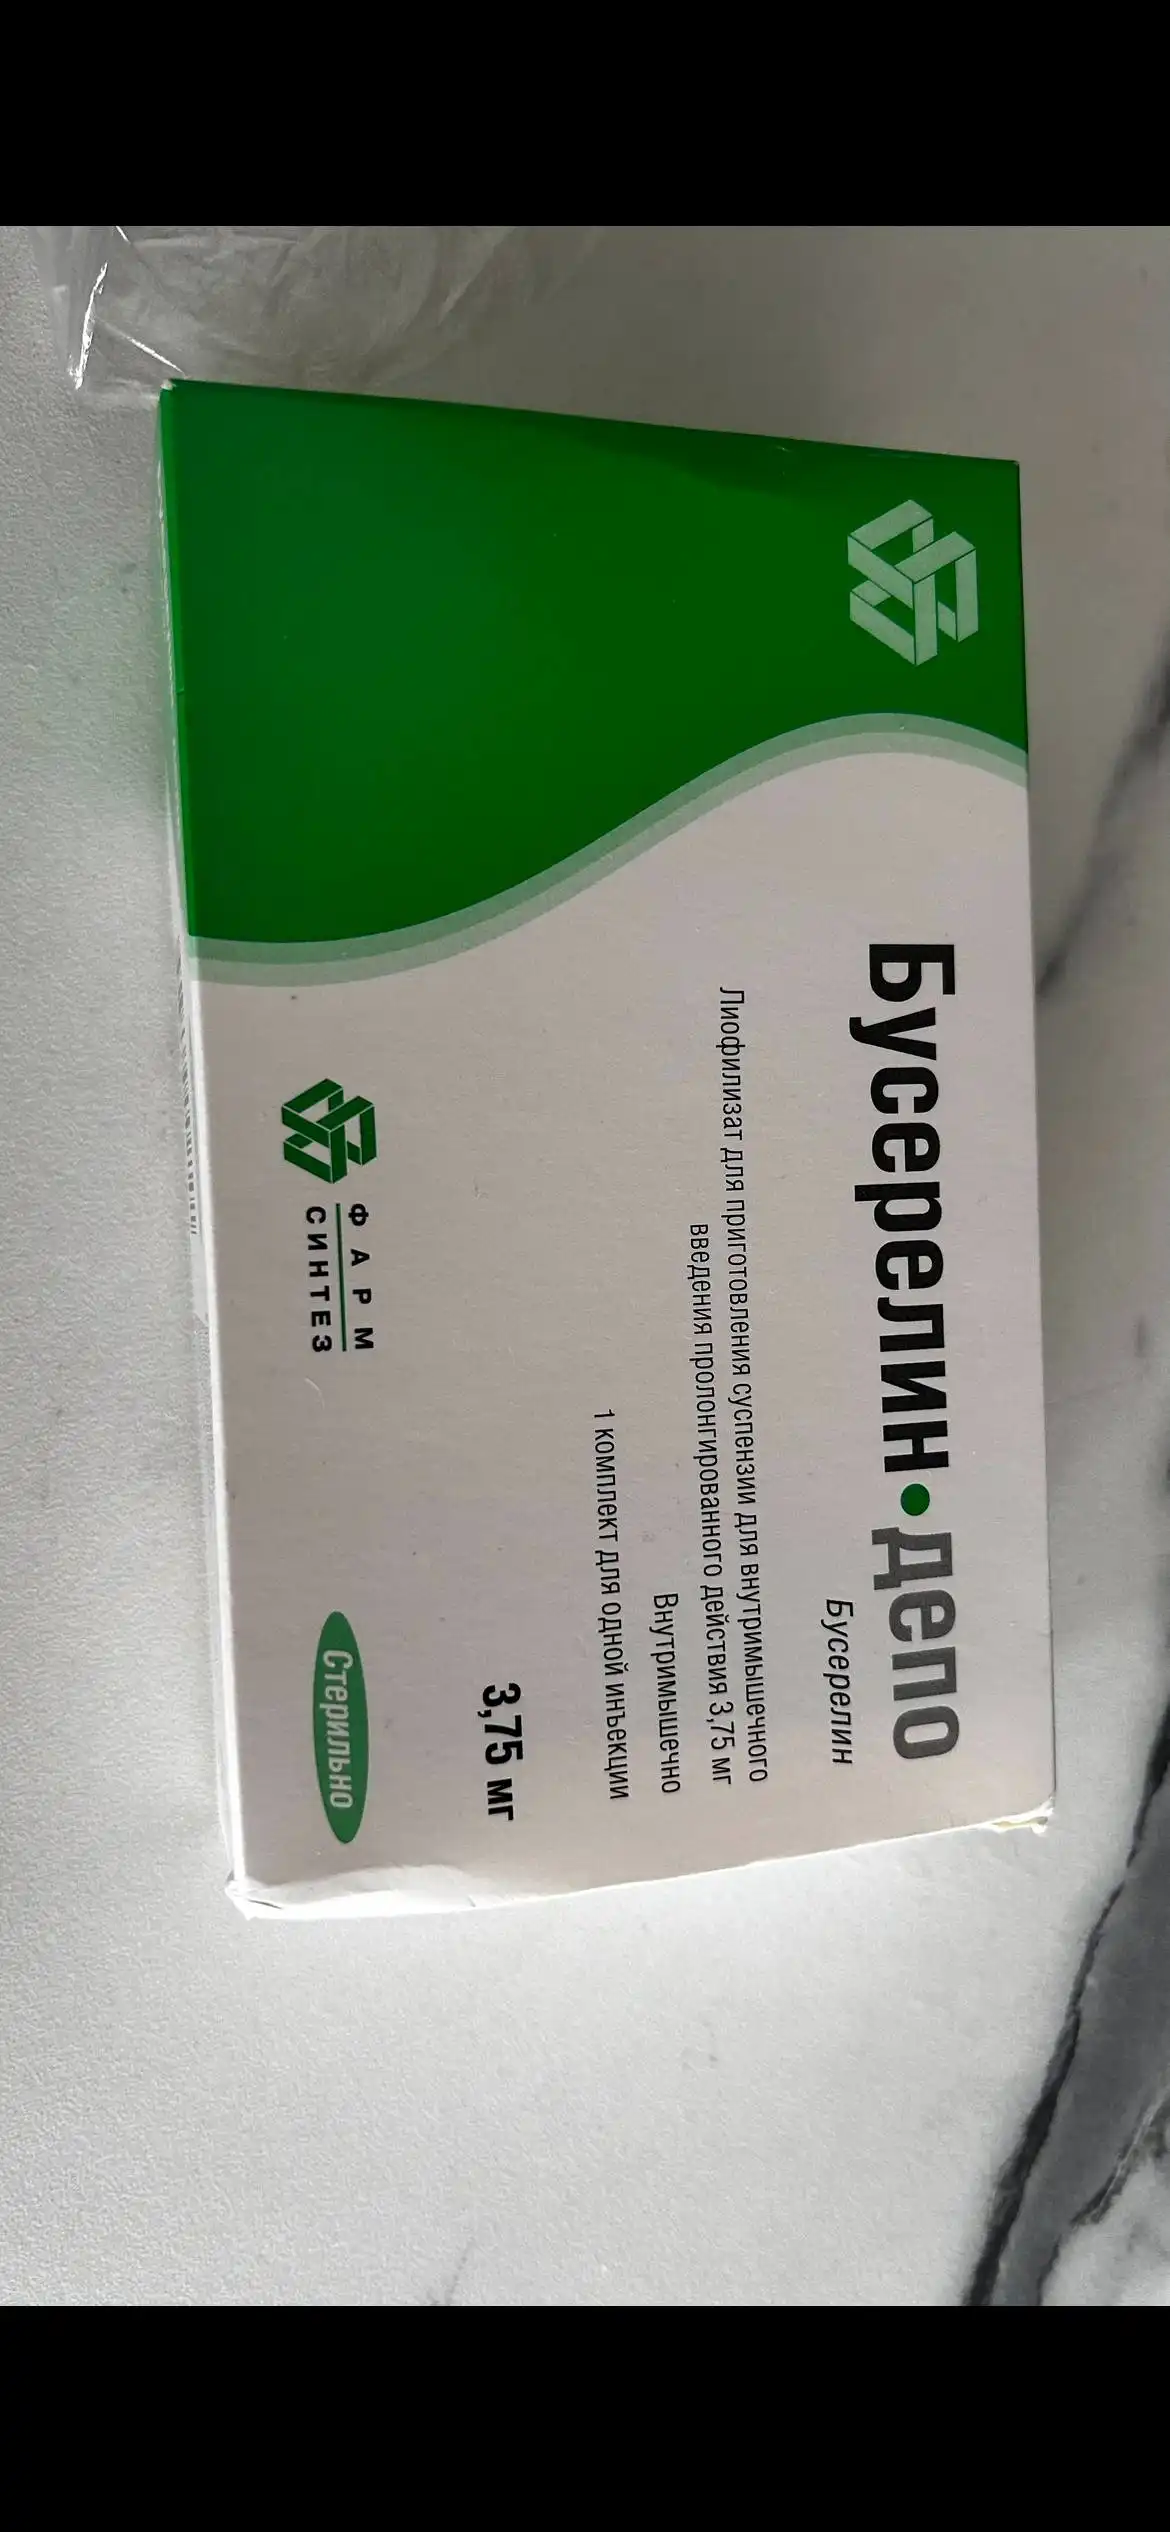 Бусерелин•депо
Бусерелин
Лиофилизат для приготовления суспензии для внутримышечного
введения пролонгированного действия 3,75 мг
Внутримышечно
1 комплект для одной инъекции
3,75 мг
ФАРМ
СИНТЕЗ
Стерильно